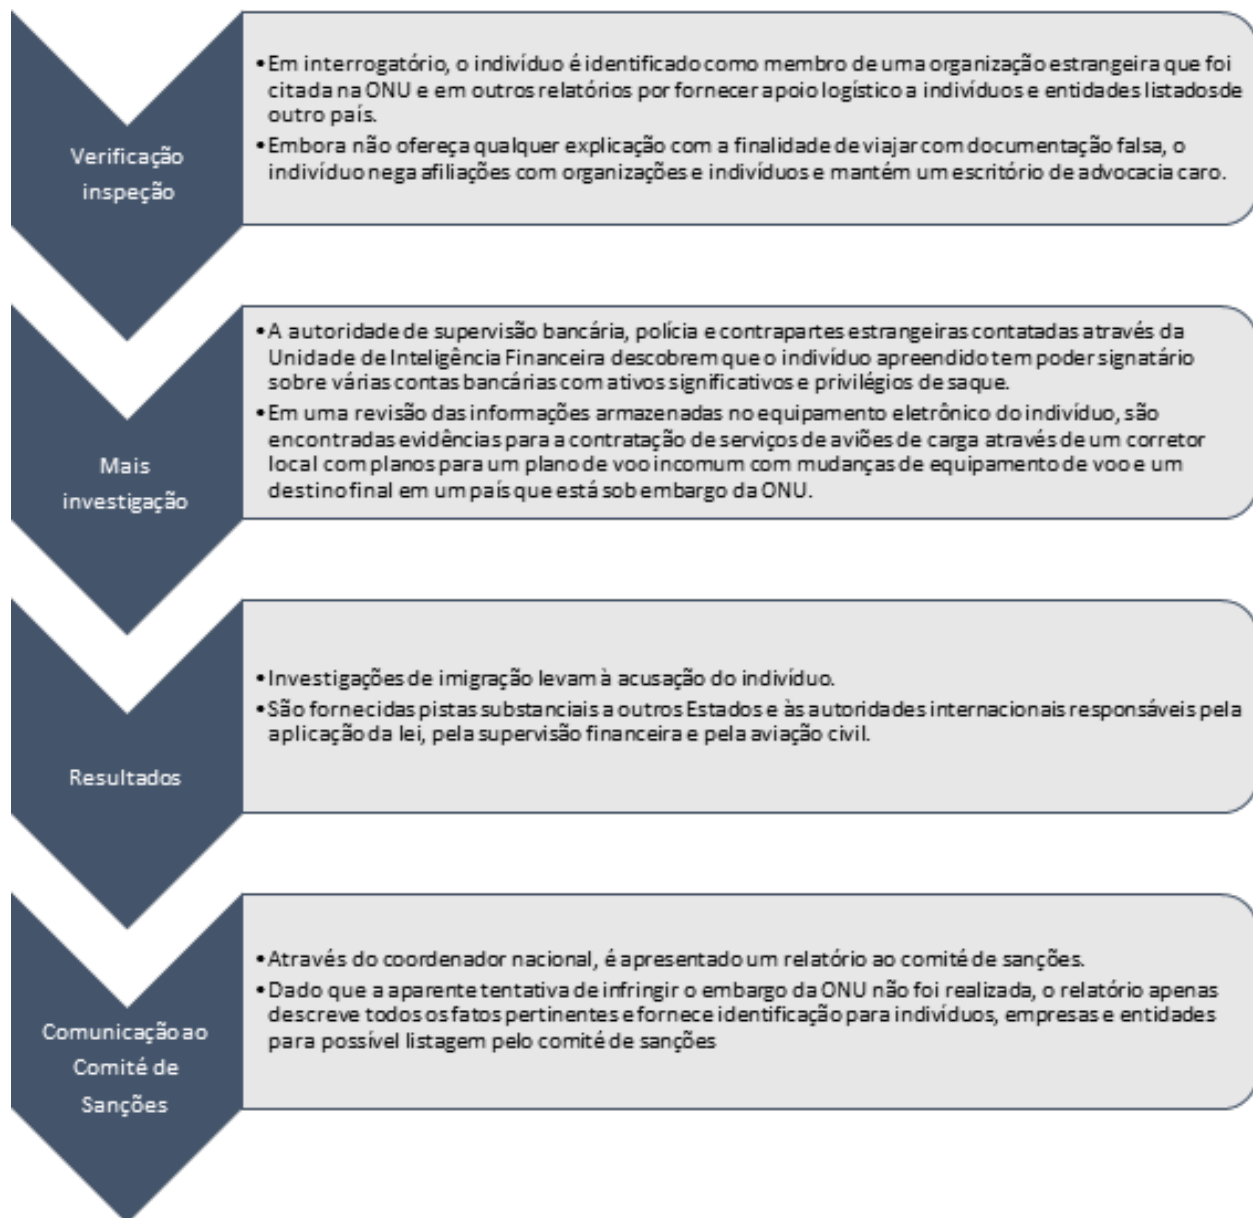 Verificação
inspeção
•Em interrogatório, o indivíduo é identificado como membro de uma organização estrangeira que foi
citada na ONU e em outros relatórios por fornecer apoio logístico a indivíduos e entidades listados de
outro país.
•Embora não ofereça qualquer explicação com a finalidade de viajar com documentação falsa, o
indivíduo nega afiliações com organizações e indivíduos e mantém um escritório de advocacia caro.
Mais
investigação
•A autoridade de supervisão bancária, polícia e contrapartes estrangeiras contatadas através da
Unidade de Inteligência Financeira descobrem que o indivíduo apreendido tem poder signatário
sobre várias contas bancárias com ativos significativos e privilégios de saque.
•Em uma revisão das informações armazenadas no equipamento eletrônico do indivíduo, são
encontradas evidências para a contratação de serviços de aviões de carga através de um corretor
local com planos para um plano de voo incomum com mudanças de equipamento de voo e um
destino final em um país que está sob embargo da ONU.
Resultados
•Investigações de imigração levam à acusação do indivíduo.
•São fornecidas pistas substanciais a outros Estados e às autoridades internacionais responsáveis pela
aplicação da lei, pela supervisão financeira e pela aviação civil.
Comunicação ao
Comité de
Sanções
•Através do coordenador nacional, é apresentado um relatório ao comité de sanções.
•Dado que a aparente tentativa de infringir o embargo da ONU não foi realizada, o relatório apenas
descreve todos os fatos pertinentes e fornece identificação para indivíduos, empresas e entidades
para possível listagem pelo comité de sanções